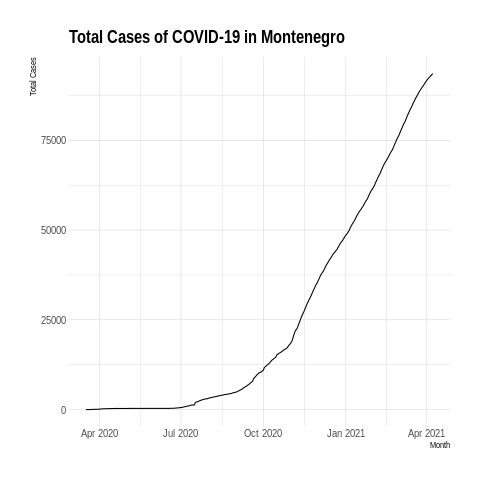 Total Cases of COVID-19 in Montenegro
Total Cases
75000
50000
25000
0
Apr 2020 Jul 2020 Oct 2020 Jan 2021 Apr 2021
Month